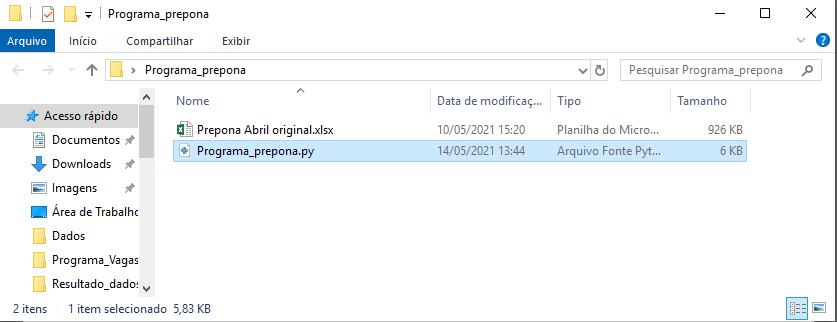 Programa_prepona
Arquivo Início Compartilhar Exibir
Programa_prepona Pesquisar Programa_prepona
Nome Data de modificaç... Tipo Tamanho
Acesso rápido
Documentos
Downloads
Imagens
Área de Trabalho
Dados
Programa_Vagas
Resultado_dados
Prepona Abril original.xlsx 10/05/2021 15:20 Planilha do Micro... 926 KB
Programa_prepona.py 14/05/2021 13:44 Arquivo Fonte Pyt... 6 KB
2 itens 1 item selecionado 5,83 KB